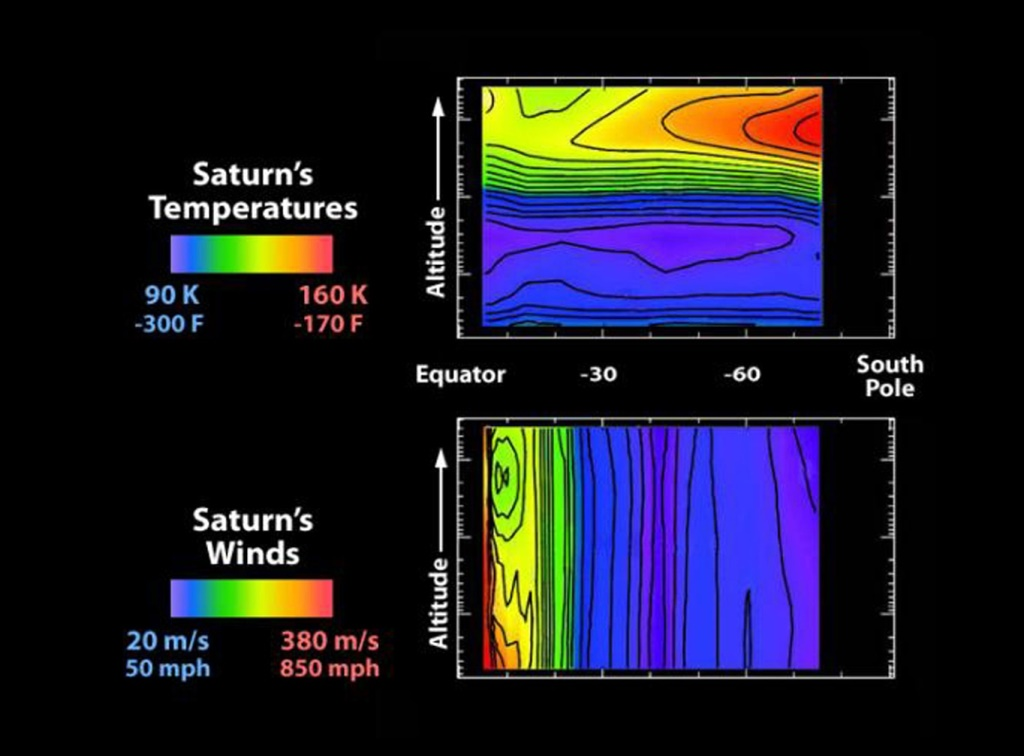 Saturn's
Temperatures
90 K
160 K
-300 F
-170 F
Altitude
Equator
-30
-60
South
Pole
Saturn's
Winds
20 m/s
380 m/s
50 mph
850 mph
Altitude